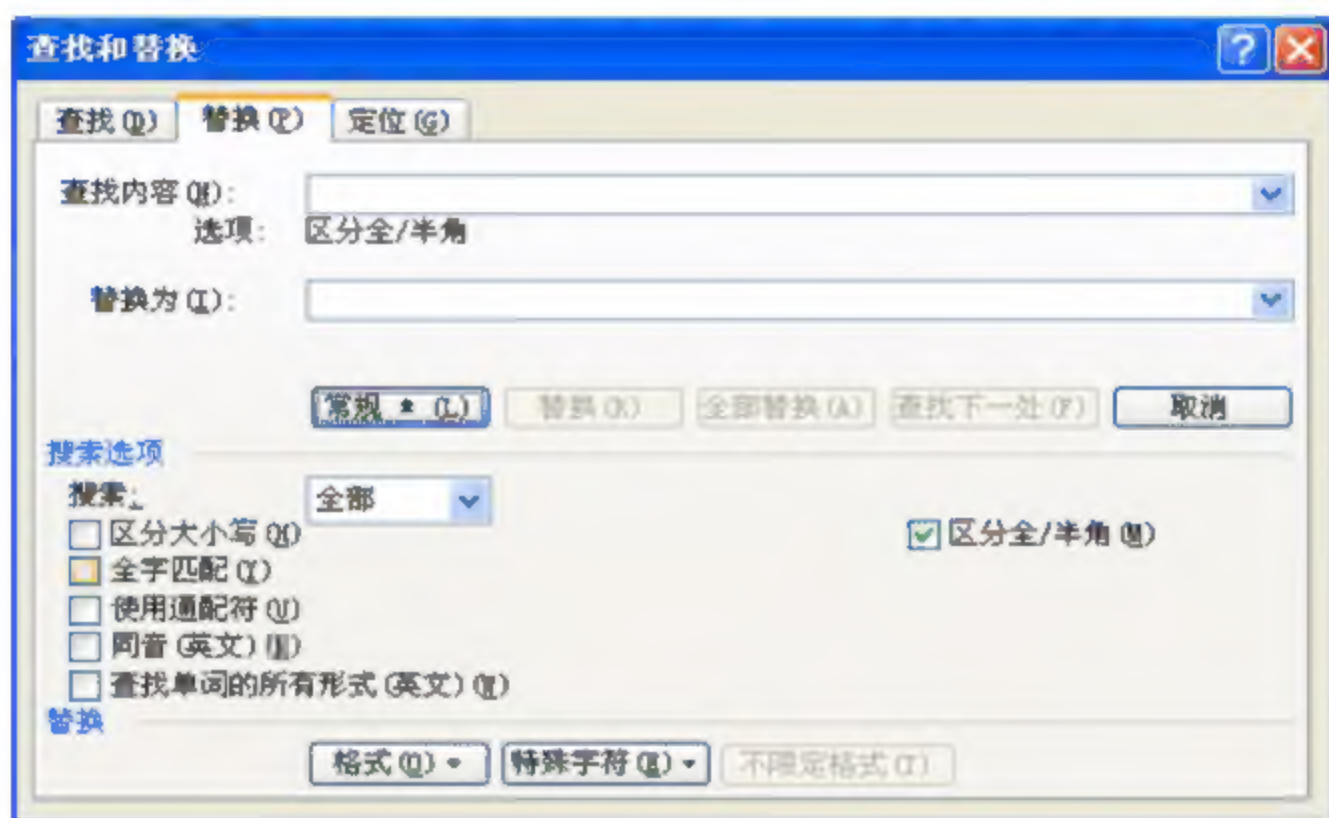 查找和替换
查找(D) 替换(P) 定位(G)
查找内容(N):
选项: 区分全/半角
替换为(I):
常规 (L) 替换(R) 全部替换(A) 查找下一处(F) 取消
搜索选项
搜索: 全部
区分大小写(H) 区分全/半角(M)
全字匹配(Y)
使用通配符(U)
同音(英文)
查找单词的所有形式(英文)(W)
替换
格式(O) 特殊字符(E) 不限定格式(T)